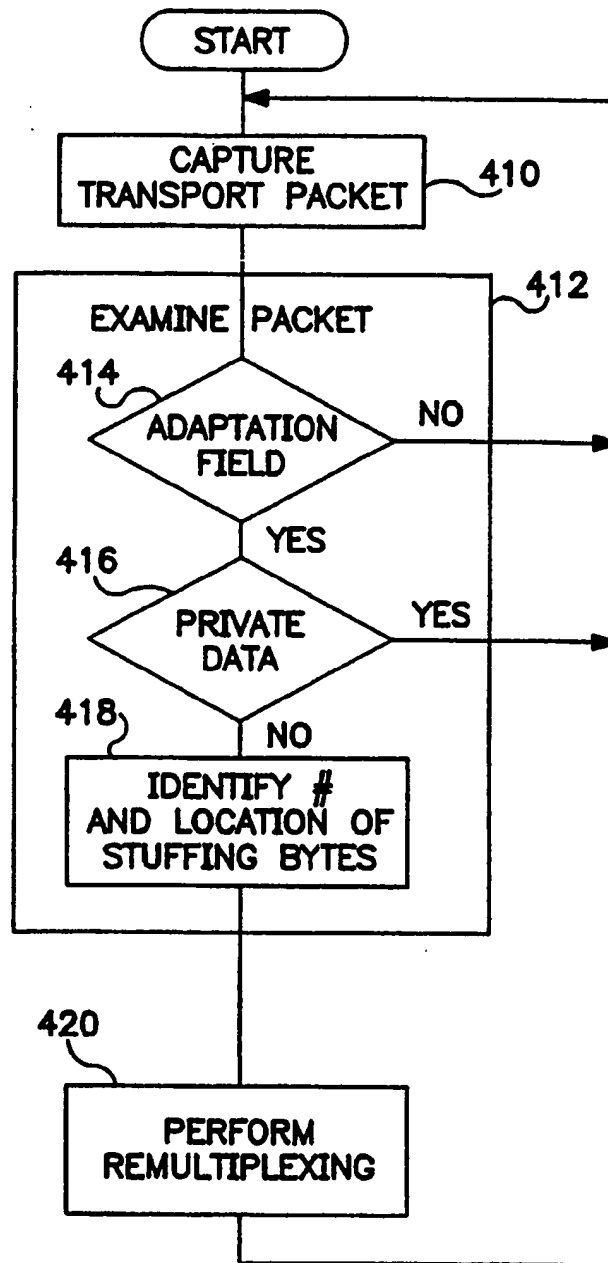 START
CAPTURE
TRANSPORT PACKET
410
412
EXAMINE PACKET
414
ADAPTATION
FIELD
NO
YES
416
PRIVATE
DATA
YES
418
NO
IDENTIFY #
AND LOCATION OF
STUFFING BYTES
420
PERFORM
REMULTIPLEXING